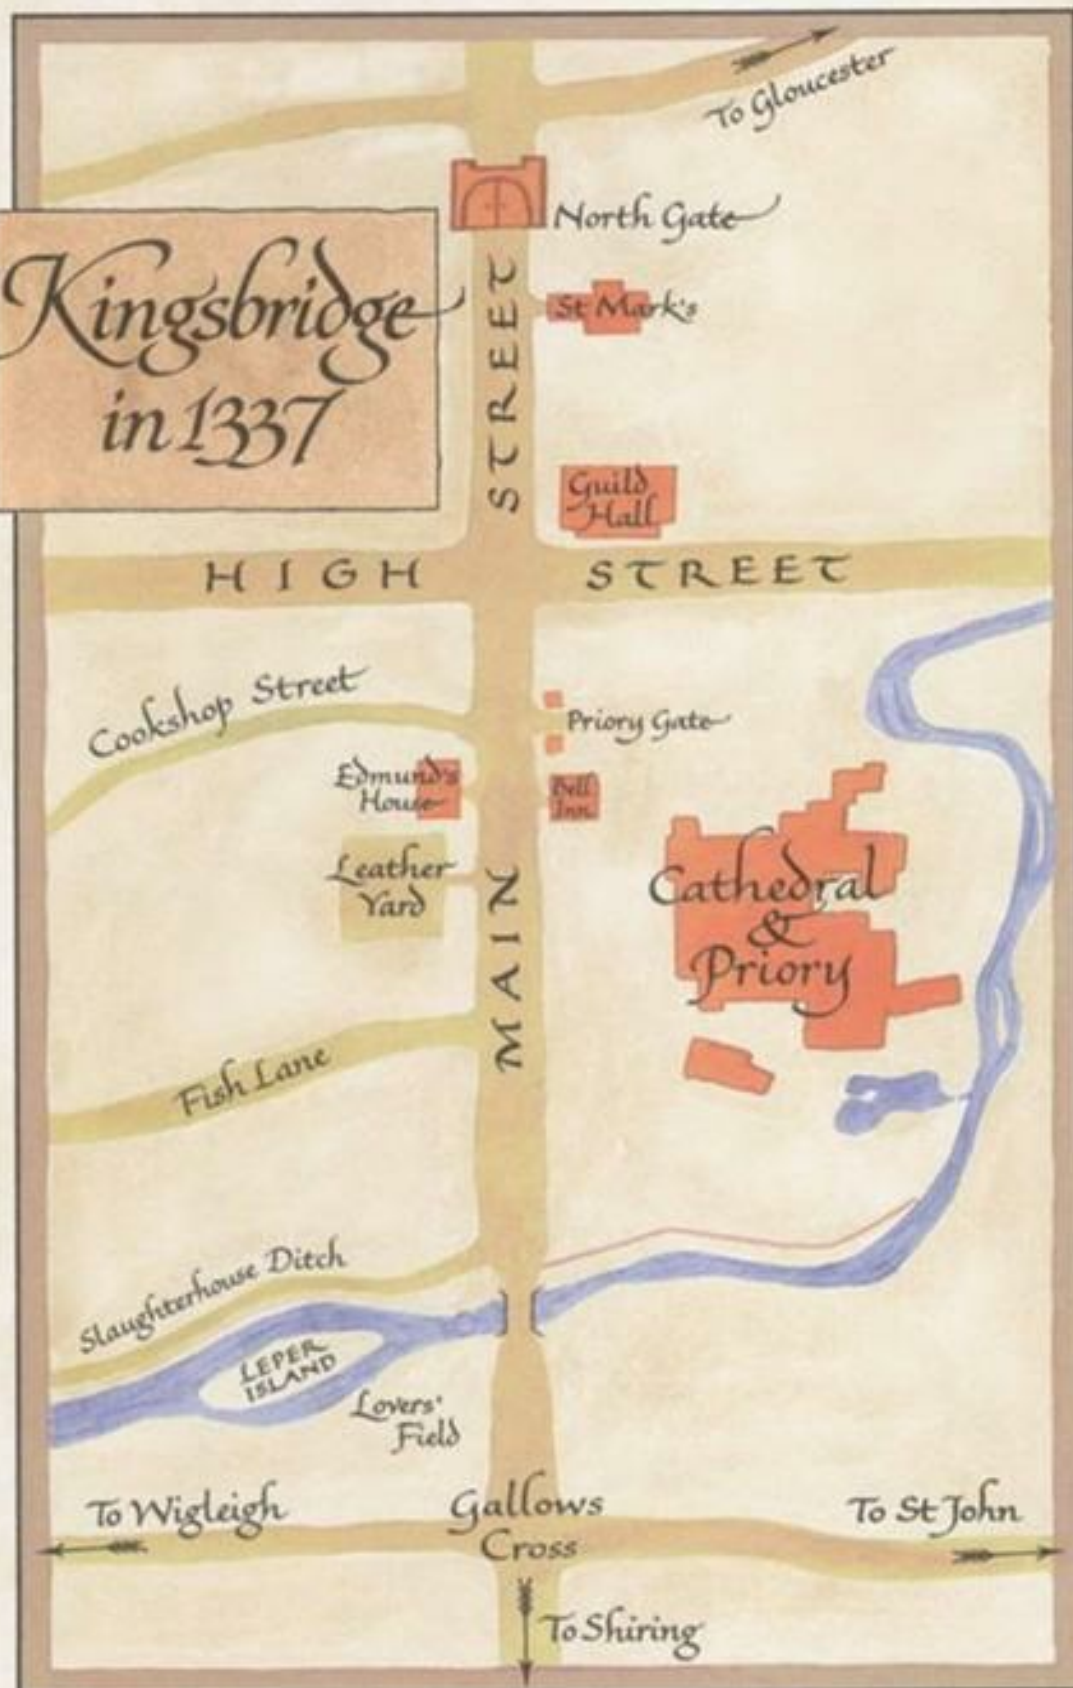 To Gloucester
North Gate
Kingsbridge
in 1337
STREET
St Mark's
Guild
Hall
HIGH STREET
Cookshop Street
Priory Gate
Edmund's
House
Bell
Inn
Leather
Yard
MAIN
Cathedral
&
Priory
Fish Lane
Slaughterhouse Ditch
LEPER
ISLAND
Lovers'
Field
To Wigleigh
Gallows
Cross
To St John
To Shiring